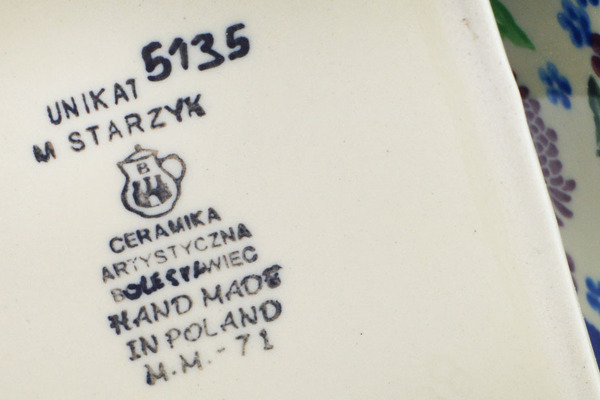 UNIKAT 5135
M STARZYK
B
CERAMIKA
ARTYSTYCZNA
BOLESŁAWIEC
HAND MADE
IN POLAND
M.M.-71